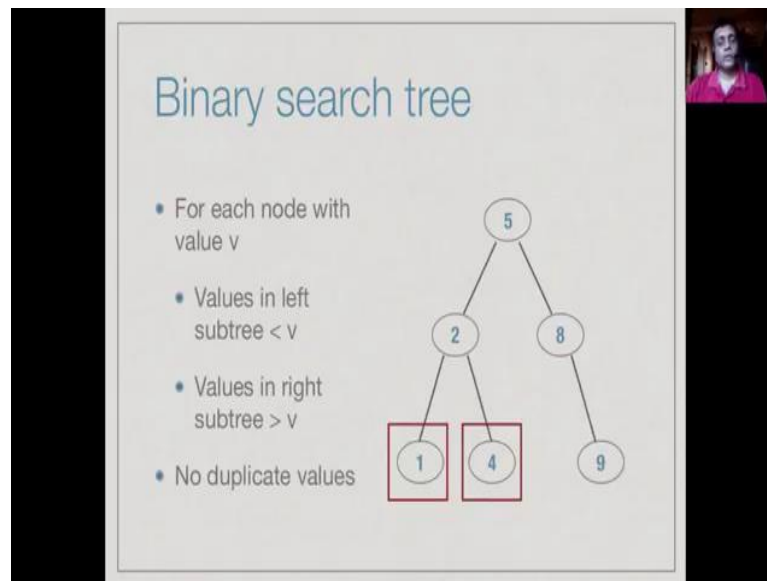 Binary search tree
• For each node with
value v
• Values in left
subtree < v
• Values in right
subtree > v
• No duplicate values
5
2
8
1
4
9